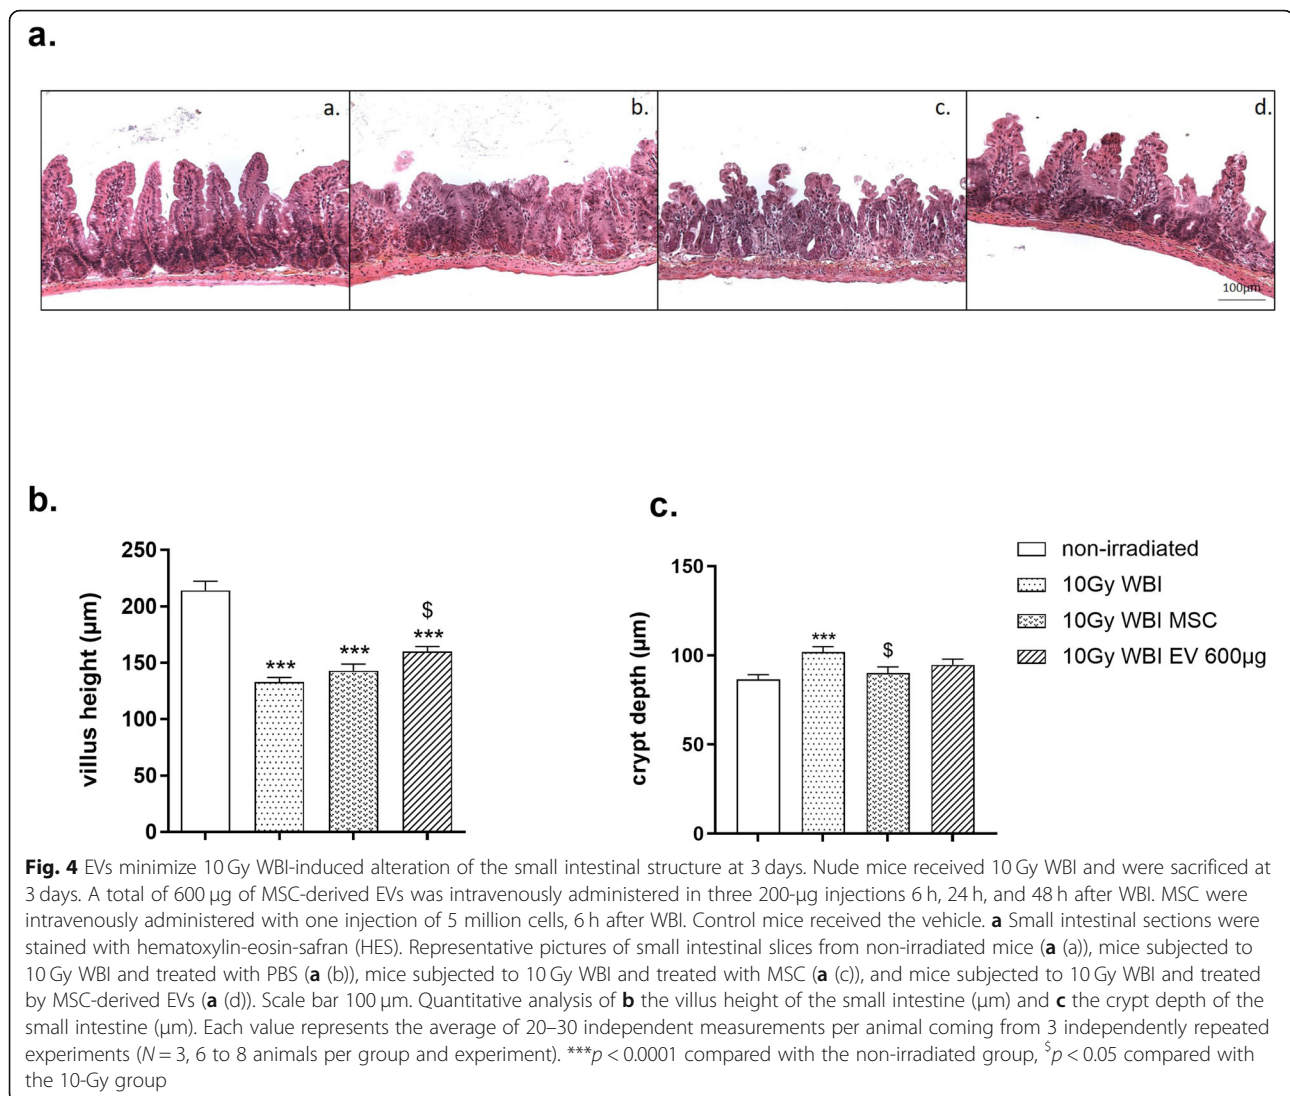 a.
a.
b.
c.
d.
100µm
b.
villus height (µm)
250
200
150
100
50
0
***
***
$
***
c.
crypt depth (µm)
150
100
50
0
***
$
non-irradiated
10Gy WBI
10Gy WBI MSC
10Gy WBI EV 600µg
Fig. 4 EVs minimize 10 Gy WBI-induced alteration of the small intestinal structure at 3 days. Nude mice received 10 Gy WBI and were sacrificed at
3 days. A total of 600 µg of MSC-derived EVs was intravenously administered in three 200-µg injections 6 h, 24 h, and 48 h after WBI. MSC were
intravenously administered with one injection of 5 million cells, 6 h after WBI. Control mice received the vehicle. a Small intestinal sections were
stained with hematoxylin-eosin-safran (HES). Representative pictures of small intestinal slices from non-irradiated mice (a (a)), mice subjected to
10 Gy WBI and treated with PBS (a (b)), mice subjected to 10 Gy WBI and treated with MSC (a (c)), and mice subjected to 10 Gy WBI and treated
by MSC-derived EVs (a (d)). Scale bar 100 µm. Quantitative analysis of b the villus height of the small intestine (µm) and c the crypt depth of the
small intestine (µm). Each value represents the average of 20–30 independent measurements per animal coming from 3 independently repeated
experiments (N = 3, 6 to 8 animals per group and experiment). ***p < 0.0001 compared with the non-irradiated group, $p < 0.05 compared with
the 10-Gy group